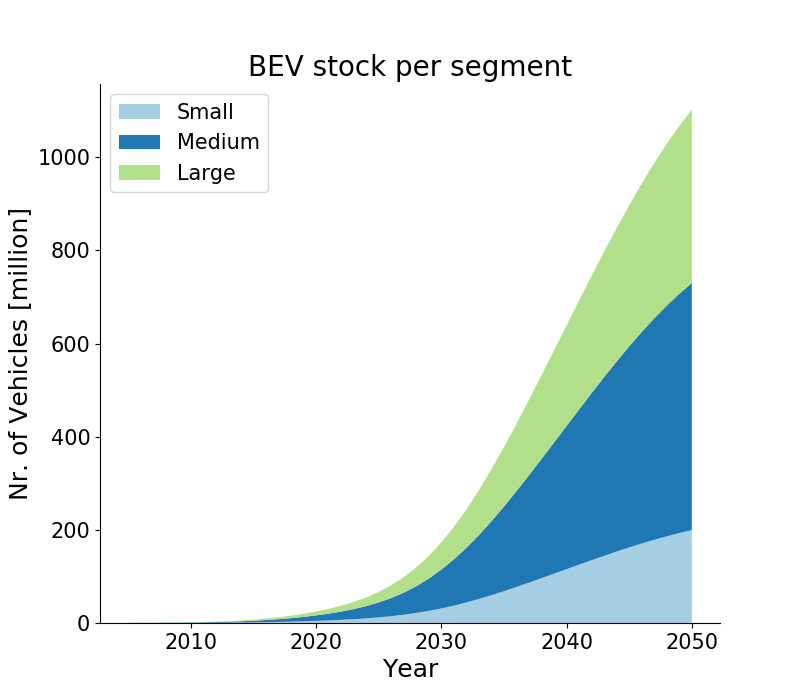 BEV stock per segment
Small
Medium
Large
Nr. of Vehicles [million]
1000
800
600
400
200
0
2010 2020 2030 2040 2050
Year